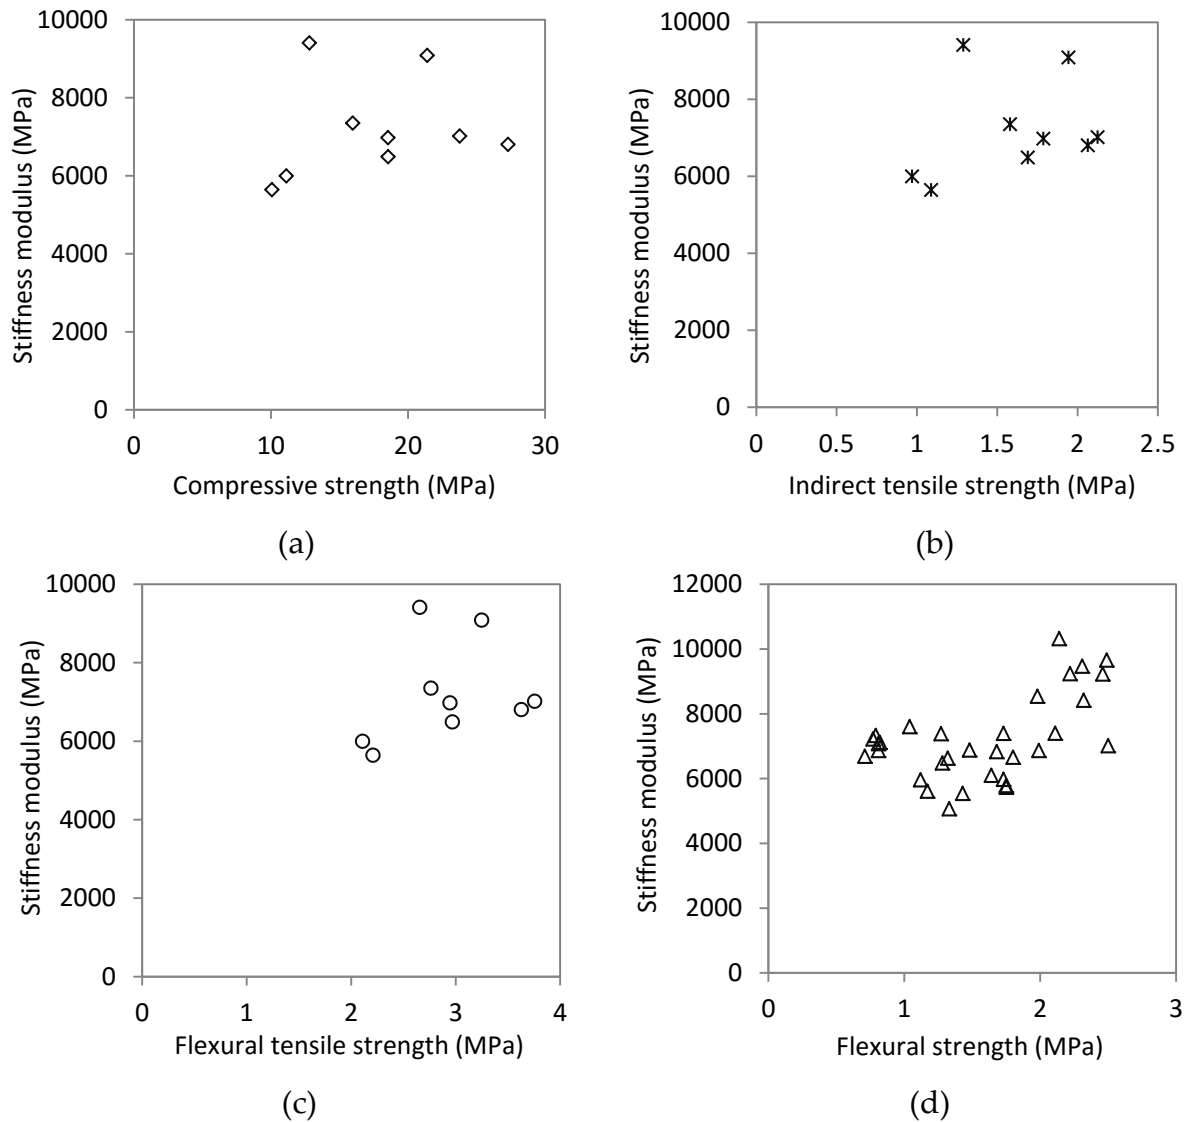 10000
8000
6000
4000
2000
0
Stiffness modulus (MPa)
0 10 20 30
Compressive strength (MPa)
(a)
10000
8000
6000
4000
2000
0
Stiffness modulus (MPa)
0 0.5 1 1.5 2 2.5
Indirect tensile strength (MPa)
(b)
10000
8000
6000
4000
2000
0
Stiffness modulus (MPa)
0 1 2 3 4
Flexural tensile strength (MPa)
(c)
12000
10000
8000
6000
4000
2000
0
Stiffness modulus (MPa)
0 1 2 3
Flexural strength (MPa)
(d)